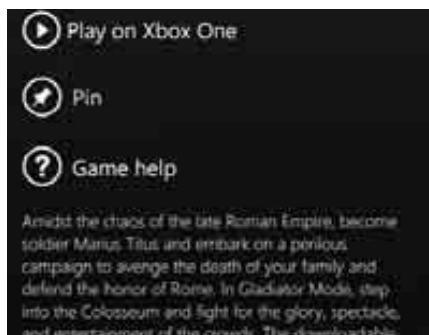 Play on Xbox One
Pin
? Game help
Amidst the chaos of the late Roman Empire, become
soldier Marius Titus and embark on a perilous
campaign to avenge the death of your family and
defend the honor of Rome. In Gladiator Mode, step
into the Colosseum and fight for the glory, spectacle,
and entertainment of the crowds. The downloadable